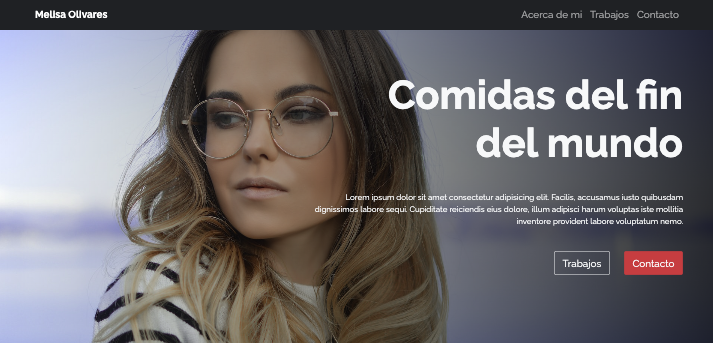 Melisa Olivares
Acerca de mi Trabajos Contacto
Comidas del fin
del mundo
Lorem ipsum dolor sit amet consectetur adipisicing elit. Facilis, accusamus iusto quibusdam
dignissimos labore sequi. Cupiditate reiciendis eius dolore, illum adipisci harum voluptas iste mollitia
inventore provident labore voluptatum nemo.
Trabajos
Contacto